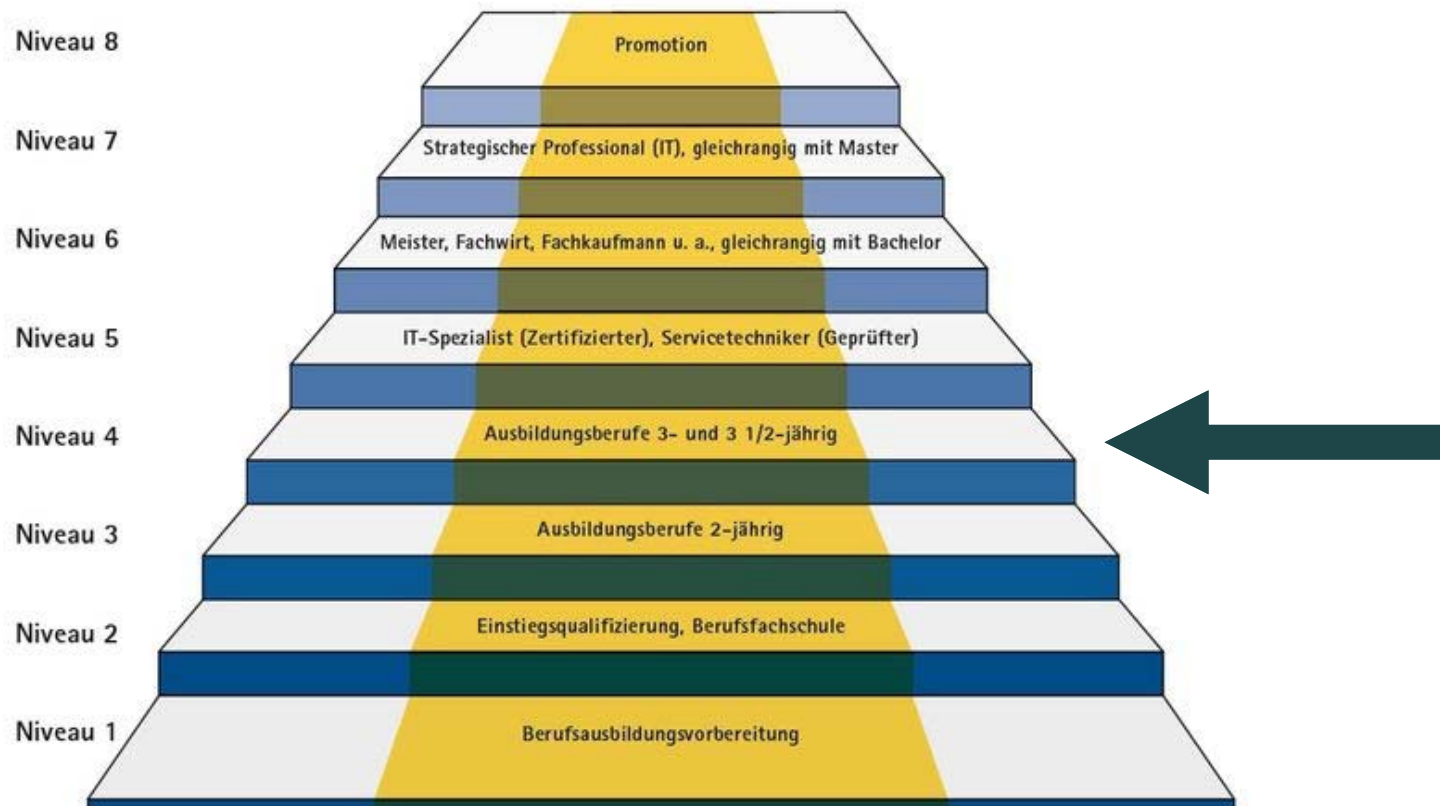 Niveau 8 Promotion
Niveau 7 Strategischer Professional (IT), gleichrangig mit Master
Niveau 6 Meister, Fachwirt, Fachkaufmann u. a., gleichrangig mit Bachelor
Niveau 5 IT-Spezialist (Zertifizierter), Servicetechniker (Geprüfter)
Niveau 4 Ausbildungsberufe 3- und 3 1/2-jährig
Niveau 3 Ausbildungsberufe 2-jährig
Niveau 2 Einstiegsqualifizierung, Berufsfachschule
Niveau 1 Berufsausbildungsvorbereitung